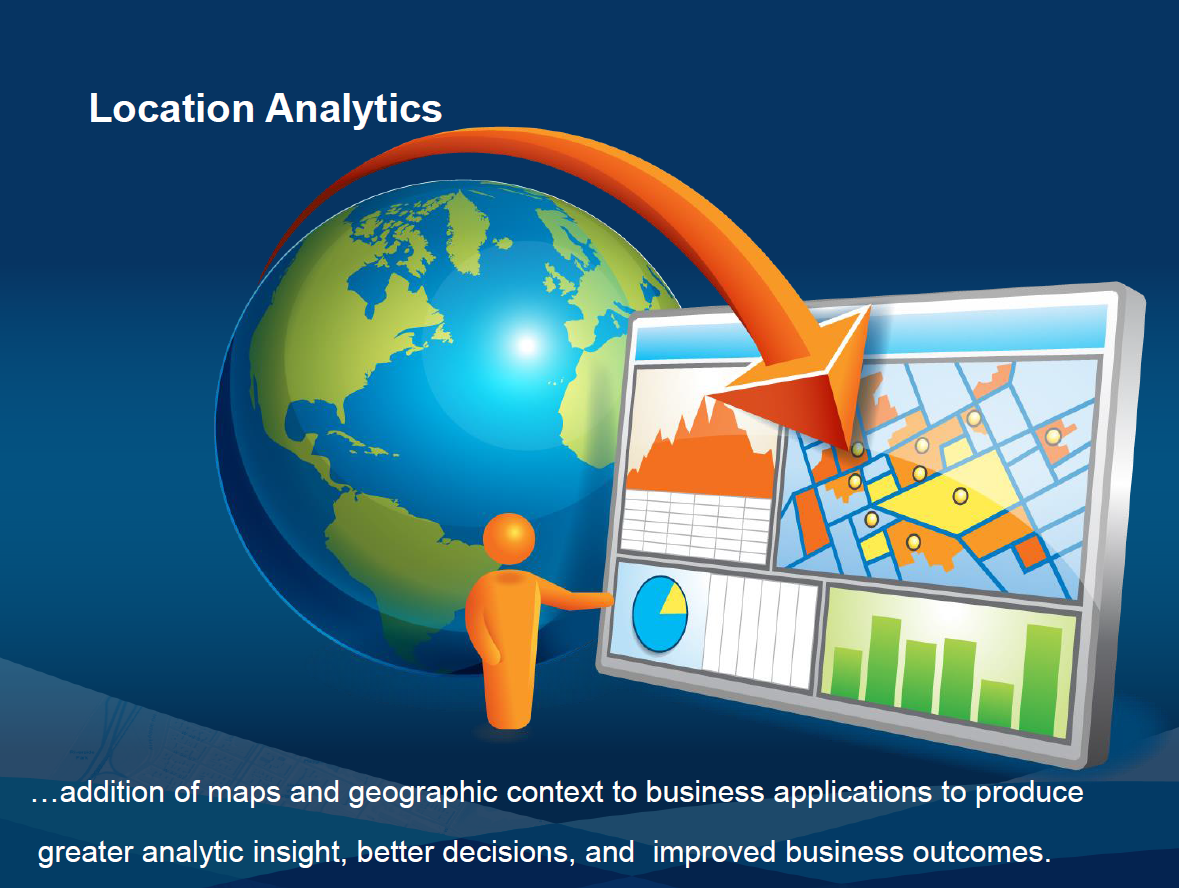 Location Analytics
…addition of maps and geographic context to business applications to produce
greater analytic insight, better decisions, and  improved business outcomes.